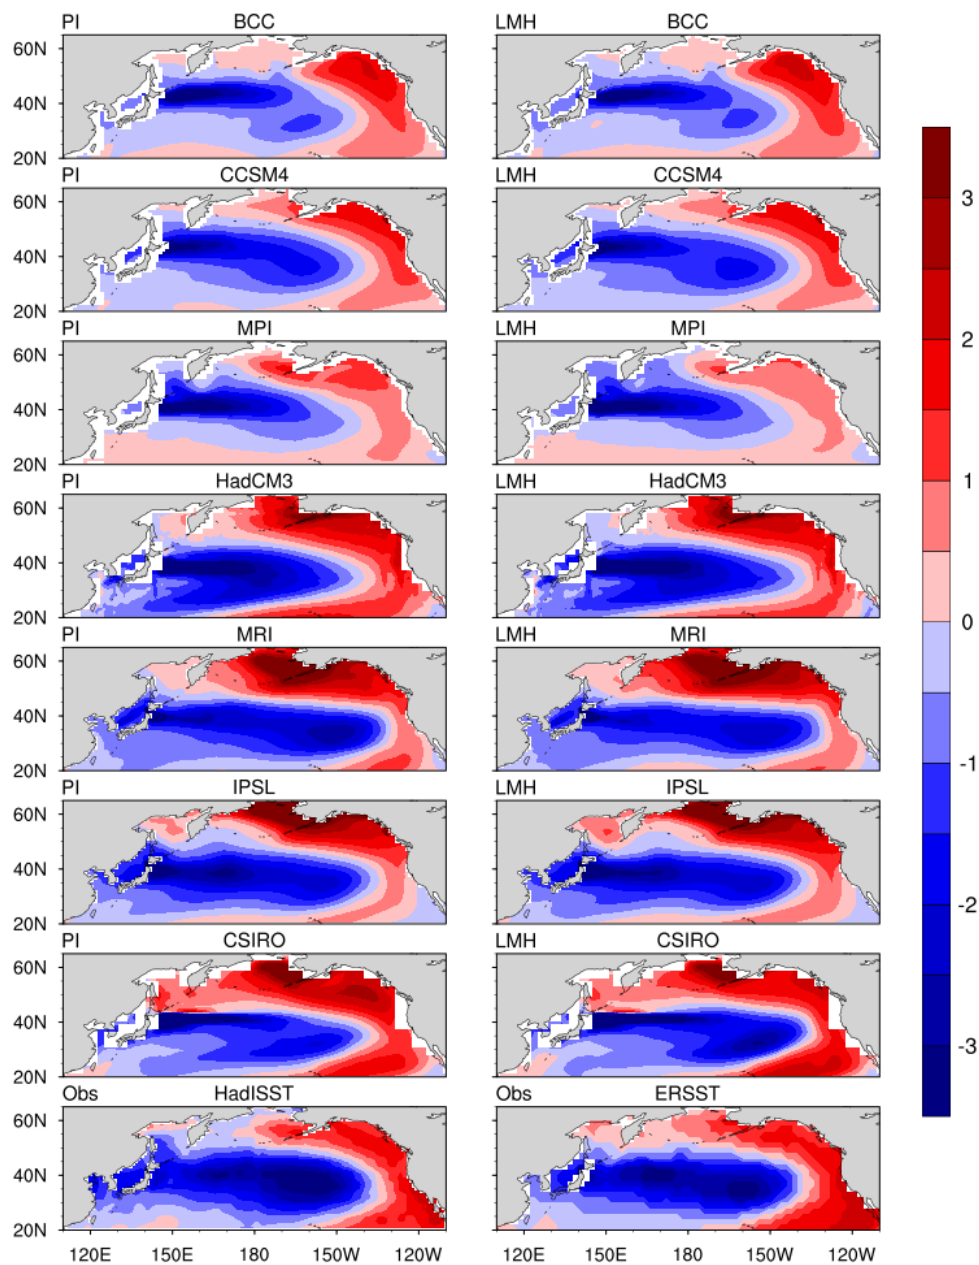 PI BCC LMH BCC
60N
40N
20N
PI CCSM4 LMH CCSM4
60N
40N
20N
PI MPI LMH MPI
60N
40N
20N
PI HadCM3 LMH HadCM3
60N
40N
20N
PI MRI LMH MRI
60N
40N
20N
PI IPSL LMH IPSL
60N
40N
20N
PI CSIRO LMH CSIRO
60N
40N
20N
Obs HadISST Obs ERSST
60N
40N
20N
120E 150E 180 150W 120W 120E 150E 180 150W 120W
3
2
1
0
-1
-2
-3